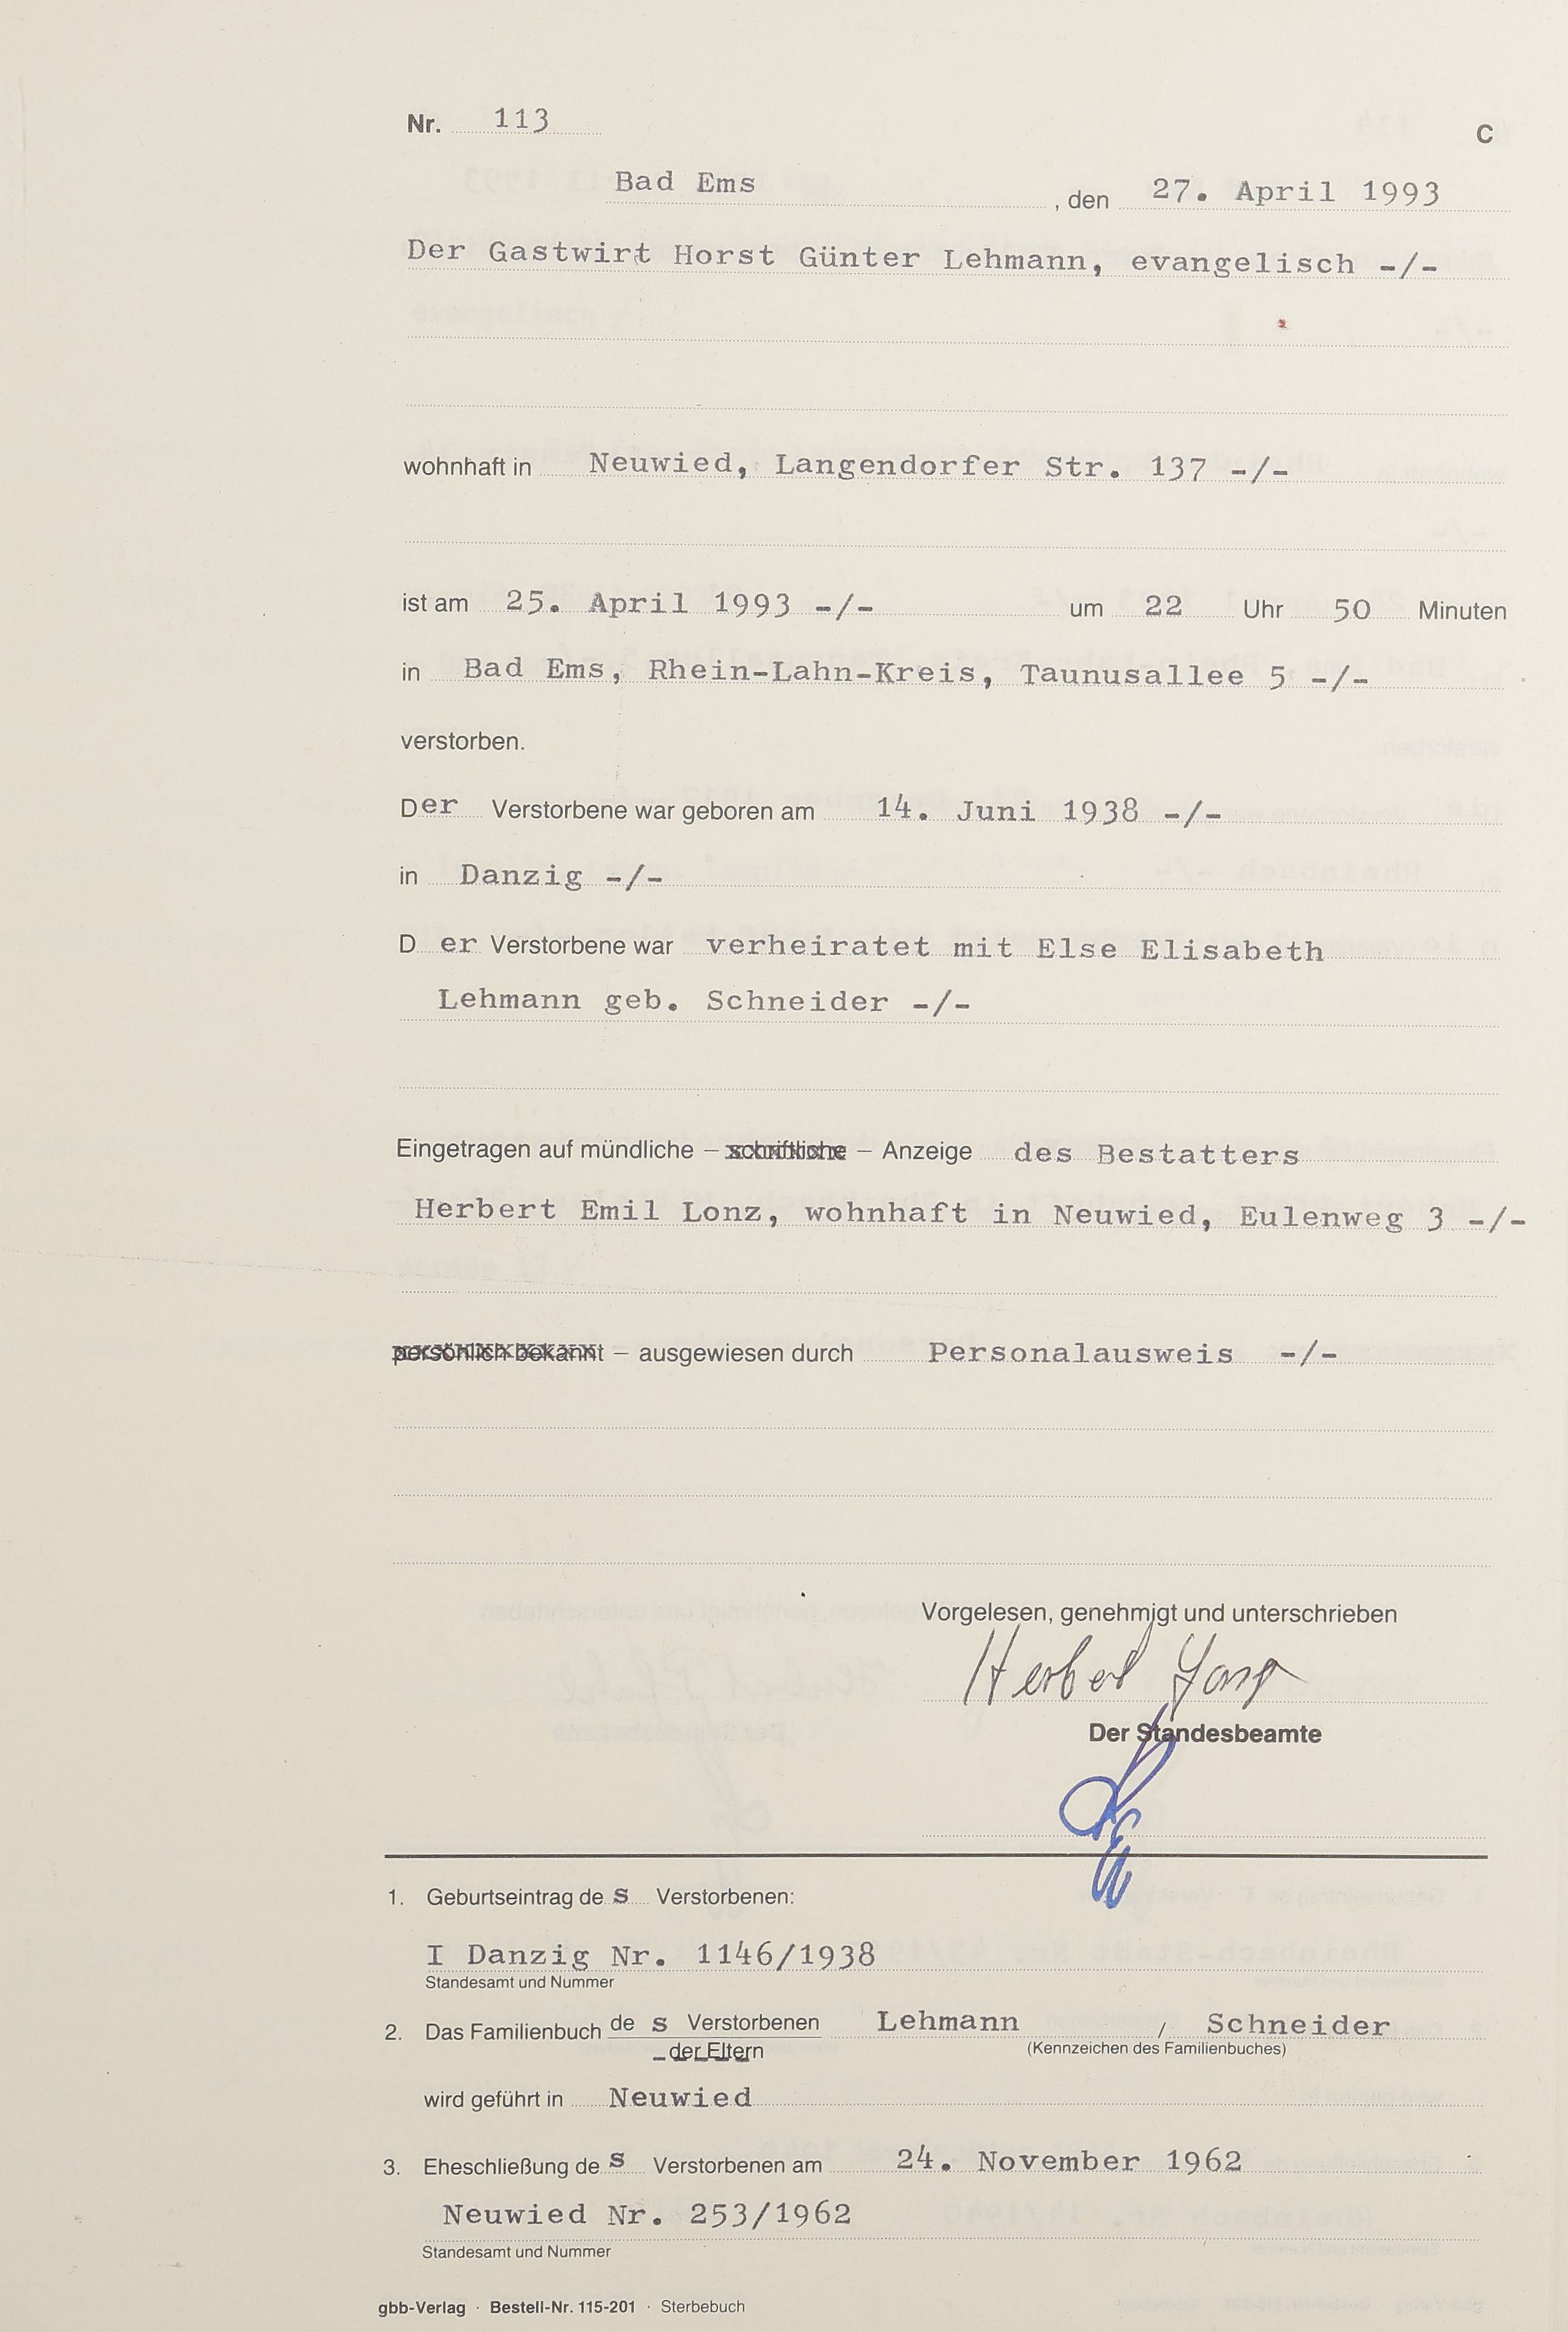 Nr. 113
C
Bad Ems , den 27. April 1993
Der Gastwirt Horst Günter Lehmann, evangelisch -/-
wohnhaft in Neuwied, Langendorfer Str. 137 -/-
ist am 25. April 1993 -/- um 22 Uhr 50 Minuten
in Bad Ems, Rhein-Lahn-Kreis, Taunusallee 5 -/-
verstorben.
Der Verstorbene war geboren am 14. Juni 1938 -/-
in Danzig -/-
D er Verstorbene war verheiratet mit Else Elisabeth
Lehmann geb. Schneider -/-
Eingetragen auf mündliche – schriftliche – Anzeige des Bestatters
Herbert Emil Lonz, wohnhaft in Neuwied, Eulenweg 3 -/-
persönlich bekannt – ausgewiesen durch Personalausweis -/-
Vorgelesen, genehmigt und unterschrieben
Herbert Lonz
Der Standesbeamte
1. Geburtseintrag de s Verstorbenen:
I Danzig Nr. 1146/1938
Standesamt und Nummer
2. Das Familienbuch de s Verstorbenen Lehmann / Schneider
der Eltern (Kennzeichen des Familienbuches)
wird geführt in Neuwied
3. Eheschließung de s Verstorbenen am 24. November 1962
Neuwied Nr. 253/1962
Standesamt und Nummer
gbb-Verlag · Bestell-Nr. 115-201 · Sterbebuch